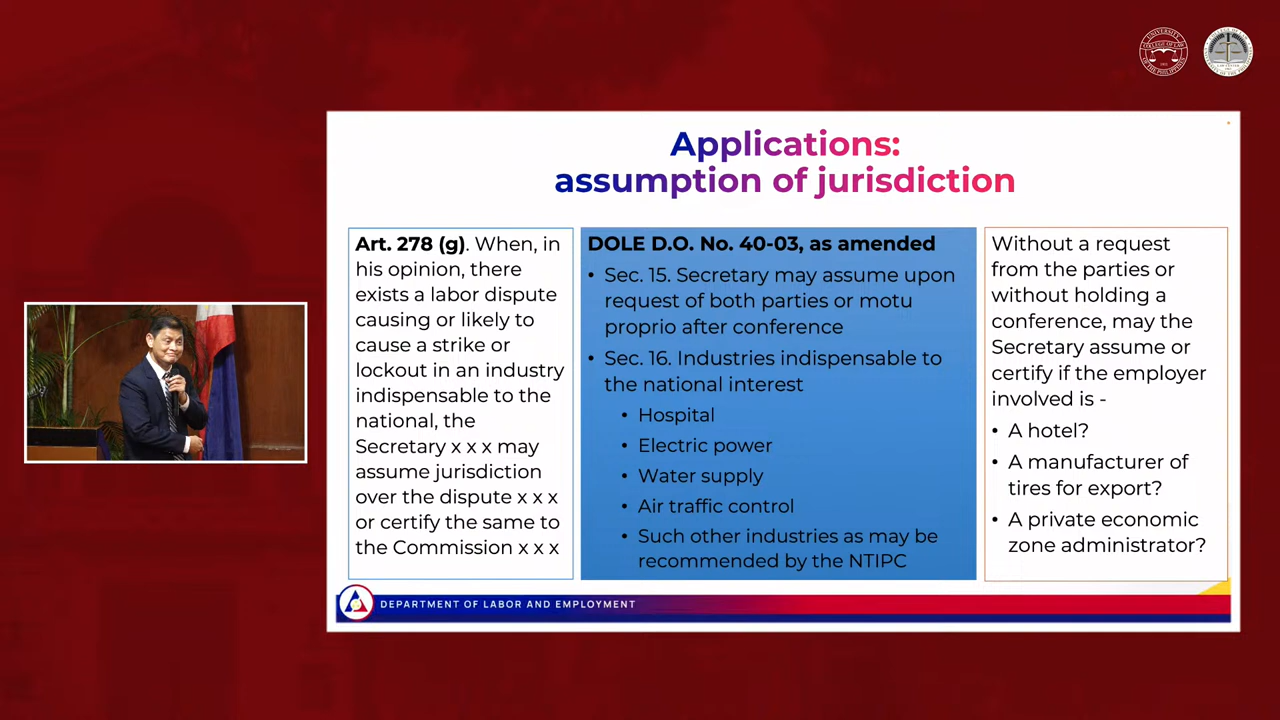 Applications:
assumption of jurisdiction
Art. 278 (g). When, in
his opinion, there
exists a labor dispute
causing or likely to
cause a strike or
lockout in an industry
indispensable to the
national, the
Secretary x x x may
assume jurisdiction
over the dispute x x x
or certify the same to
the Commission x x x
DOLE D.O. No. 40-03, as amended
• Sec. 15. Secretary may assume upon
request of both parties or motu
proprio after conference
• Sec. 16. Industries indispensable to
the national interest
• Hospital
• Electric power
• Water supply
• Air traffic control
• Such other industries as may be
recommended by the NTIPC
Without a request
from the parties or
without holding a
conference, may the
Secretary assume or
certify if the employer
involved is -
• A hotel?
• A manufacturer of
tires for export?
• A private economic
zone administrator?
DEPARTMENT OF LABOR AND EMPLOYMENT